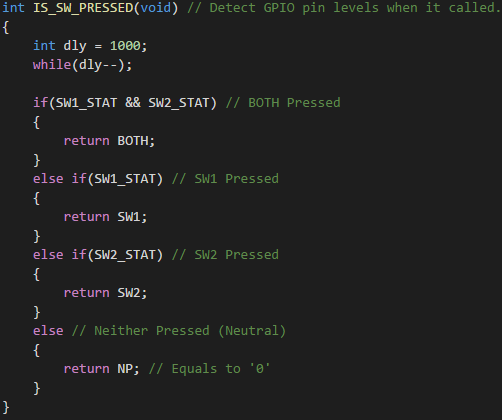 int IS_SW_PRESSED(void) // Detect GPIO pin levels when it called.
{
    int dly = 1000;
    while(dly--);

    if(SW1_STAT && SW2_STAT) // BOTH Pressed
    {
        return BOTH;
    }
    else if(SW1_STAT) // SW1 Pressed
    {
        return SW1;
    }
    else if(SW2_STAT) // SW2 Pressed
    {
        return SW2;
    }
    else // Neither Pressed (Neutral)
    {
        return NP; // Equals to '0'
    }
}